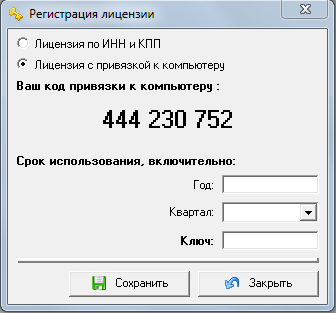 Регистрация лицензии
Лицензия по ИНН и КПП
Лицензия с привязкой к компьютеру
Ваш код привязки к компьютеру :
444 230 752
Срок использования, включительно:
Год:
Квартал:
Ключ:
Сохранить
Закрыть